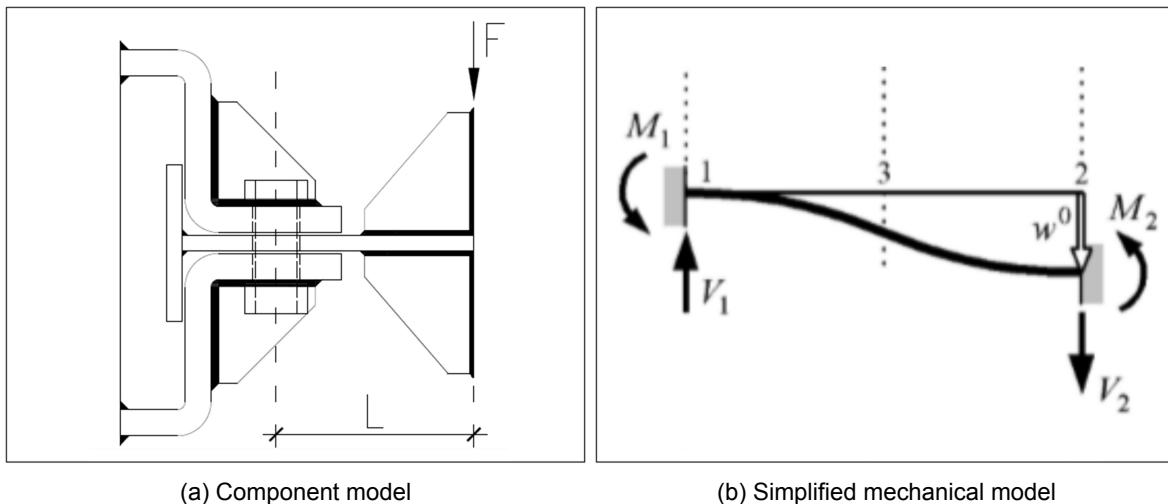 F
L
M1
1
3
2
w0
M2
V1
V2
(a) Component model
(b) Simplified mechanical model